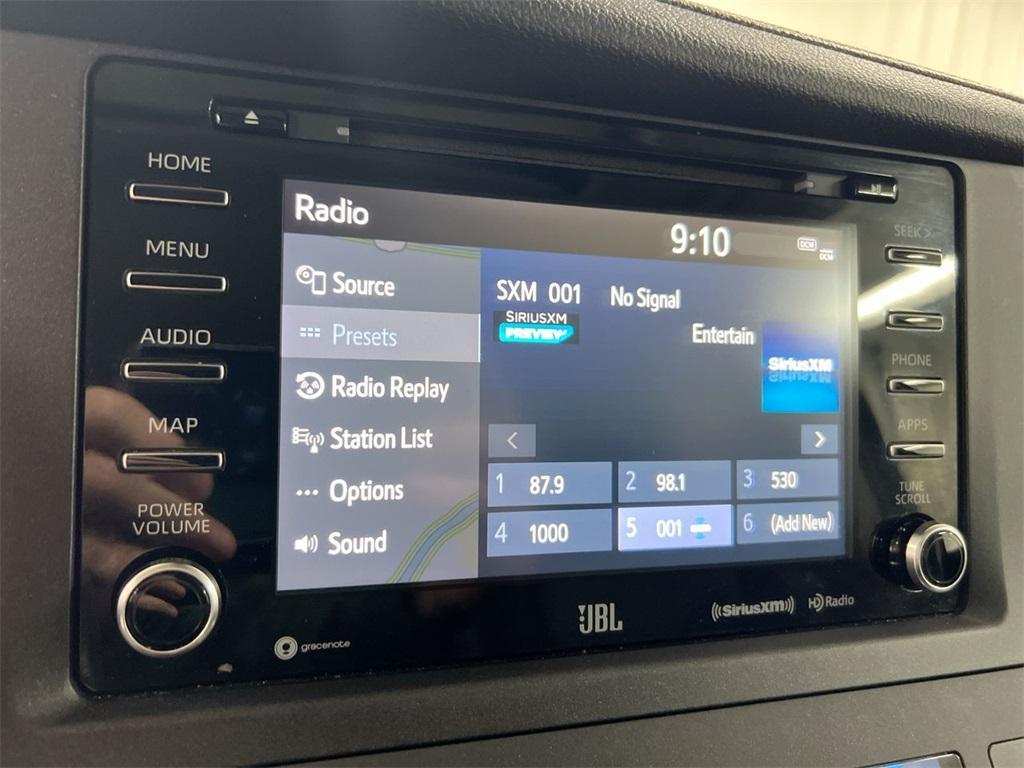 HOME
MENU
AUDIO
MAP
POWER
VOLUME
Radio
9:10
DCM
DCM
Source
Presets
Radio Replay
Station List
Options
Sound
SXM 001 No Signal
SIRIUSXM
PREVIEW
Entertain
SiriusXM
< >
1 87.9
2 98.1
3 530
4 1000
5 001
6 (Add New)
SEEK >
PHONE
APPS
TUNE
SCROLL
gracenote
JBL
((SiriusXM))
HD Radio